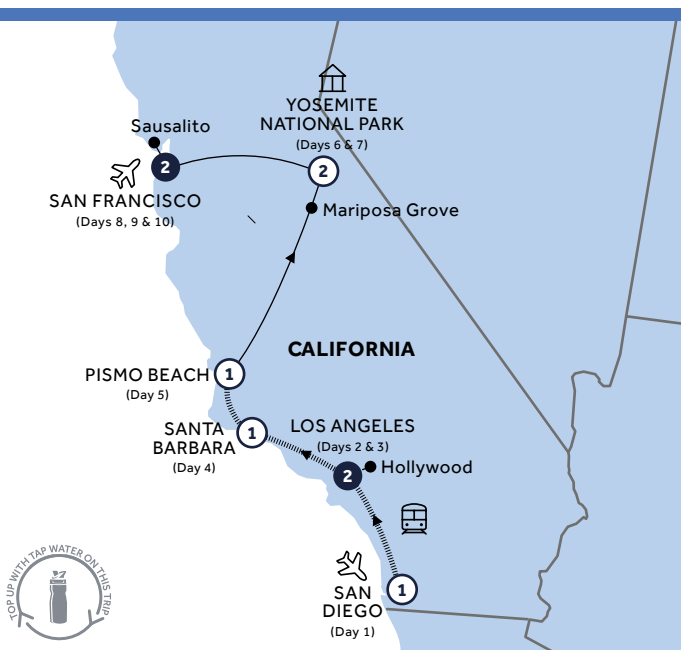 YOSEMITE
NATIONAL PARK
(Days 6 & 7)
Sausalito
2
2
SAN FRANCISCO
(Days 8, 9 & 10)
Mariposa Grove
CALIFORNIA
PISMO BEACH
1
(Day 5)
SANTA
BARBARA
1
(Day 4)
LOS ANGELES
(Days 2 & 3)
Hollywood
2
SAN
DIEGO
1
(Day 1)
TOP UP WITH TAP WATER ON THIS TRIP